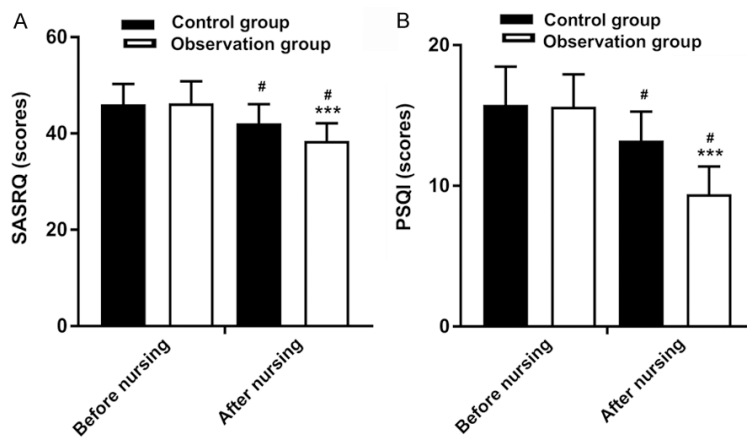 A
Control group
Observation group
SASRQ (scores)
60
40
20
0
#
#
***
Before nursing
After nursing
B
Control group
Observation group
PSQI (scores)
20
10
0
#
#
***
Before nursing
After nursing